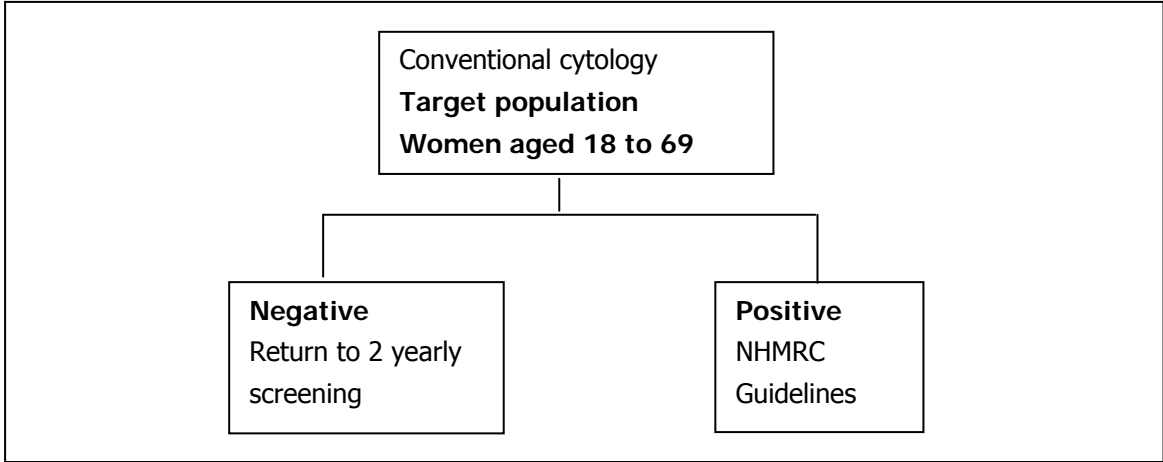 Conventional cytology
Target population
Women aged 18 to 69
Negative
Return to 2 yearly
screening
Positive
NHMRC
Guidelines